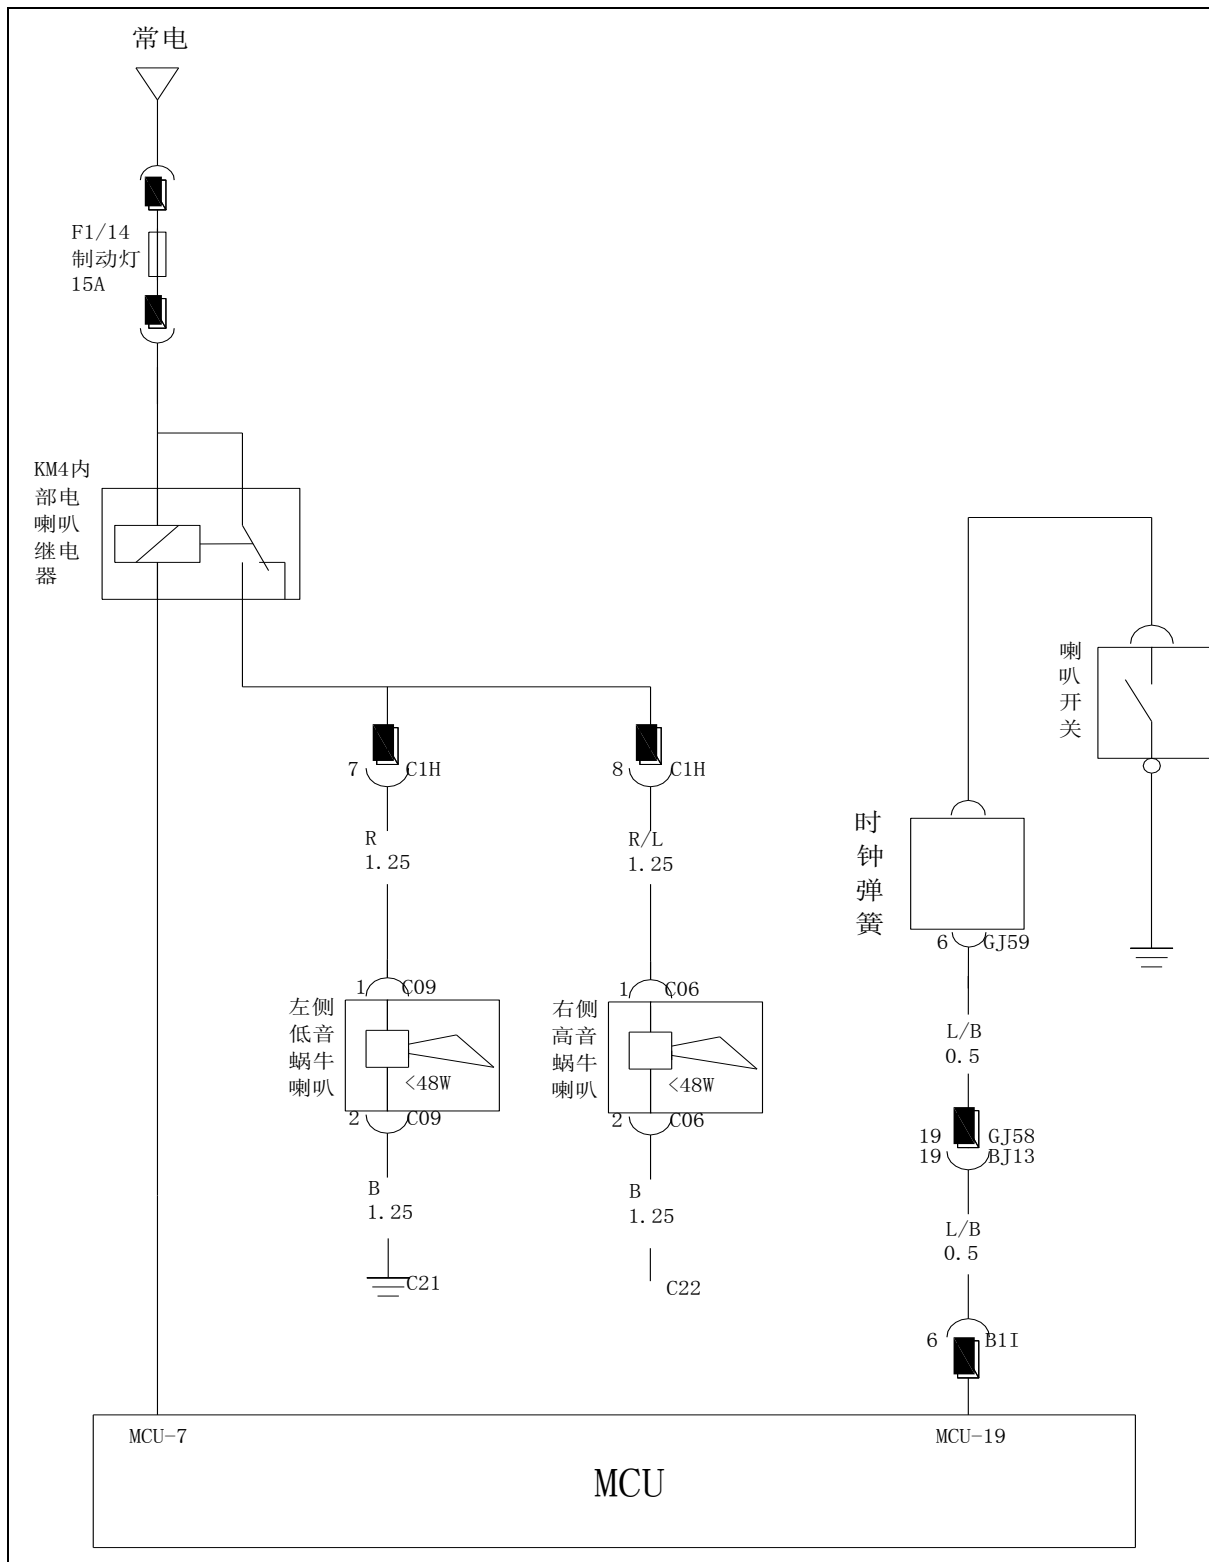 常电
F1/14
制动灯
15A
KM4内
部电
喇叭
继电
器
喇
叭
开
关
7 C1H
8 C1H
R
1.25
R/L
1.25
时
钟
弹
簧
6 GJ59
1 C09
左侧
低音
蜗牛
喇叭
<48W
2 C09
1 C06
右侧
高音
蜗牛
喇叭
<48W
2 C06
L/B
0.5
19 GJ58
19 BJ13
B
1.25
B
1.25
L/B
0.5
C21
C22
6 B1I
MCU-7
MCU-19
MCU